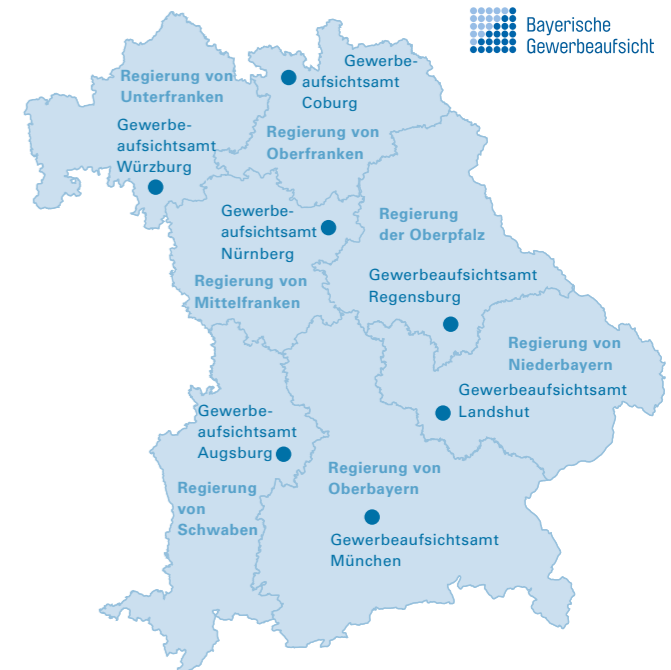 Bayerische
Gewerbeaufsicht
Gewerbe-
aufsichtsamt
Coburg
Regierung von
Unterfranken
Gewerbe-
aufsichtsamt
Würzburg
Regierung von
Oberfranken
Gewerbe-
aufsichtsamt
Nürnberg
Regierung
der Oberpfalz
Regierung von
Mittelfranken
Gewerbeaufsichtsamt
Regensburg
Regierung von
Niederbayern
Gewerbeaufsichtsamt
Landshut
Gewerbe-
aufsichtsamt
Augsburg
Regierung von
Oberbayern
Regierung
von
Schwaben
Gewerbeaufsichtsamt
München